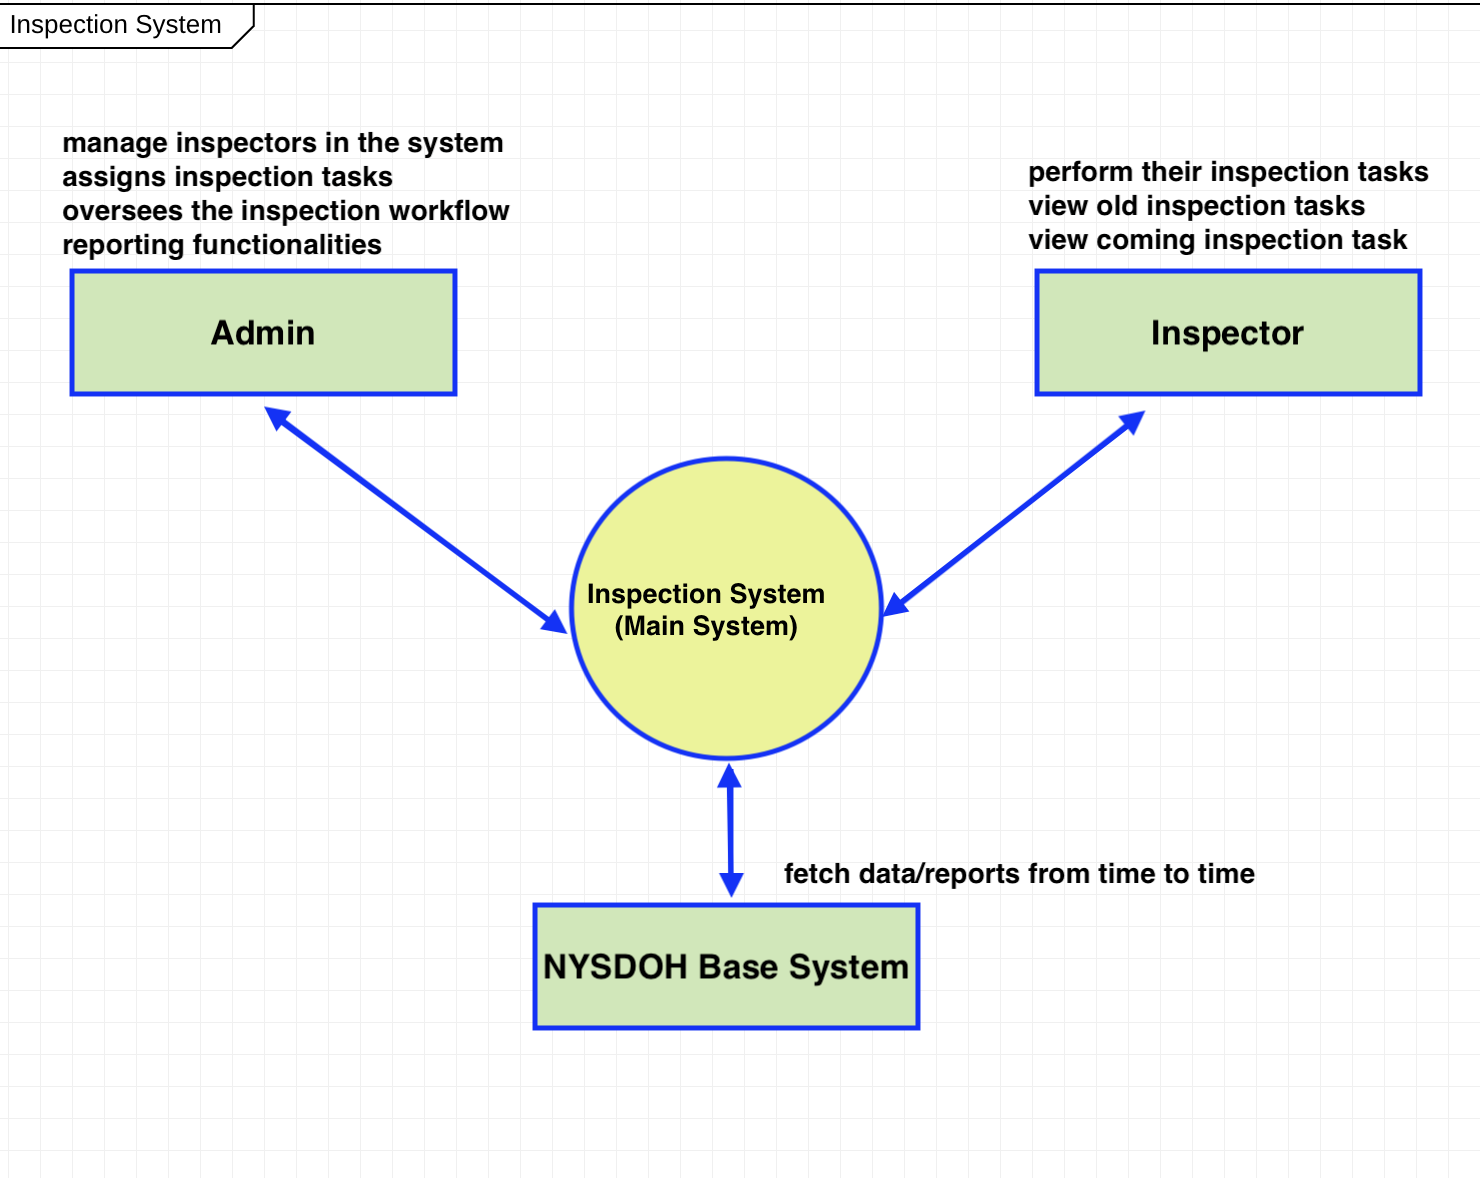 Inspection System
manage inspectors in the system
assigns inspection tasks
oversees the inspection workflow
reporting functionalities
perform their inspection tasks
view old inspection tasks
view coming inspection task
Admin
Inspector
Inspection System
(Main System)
fetch data/reports from time to time
NYSDOH Base System